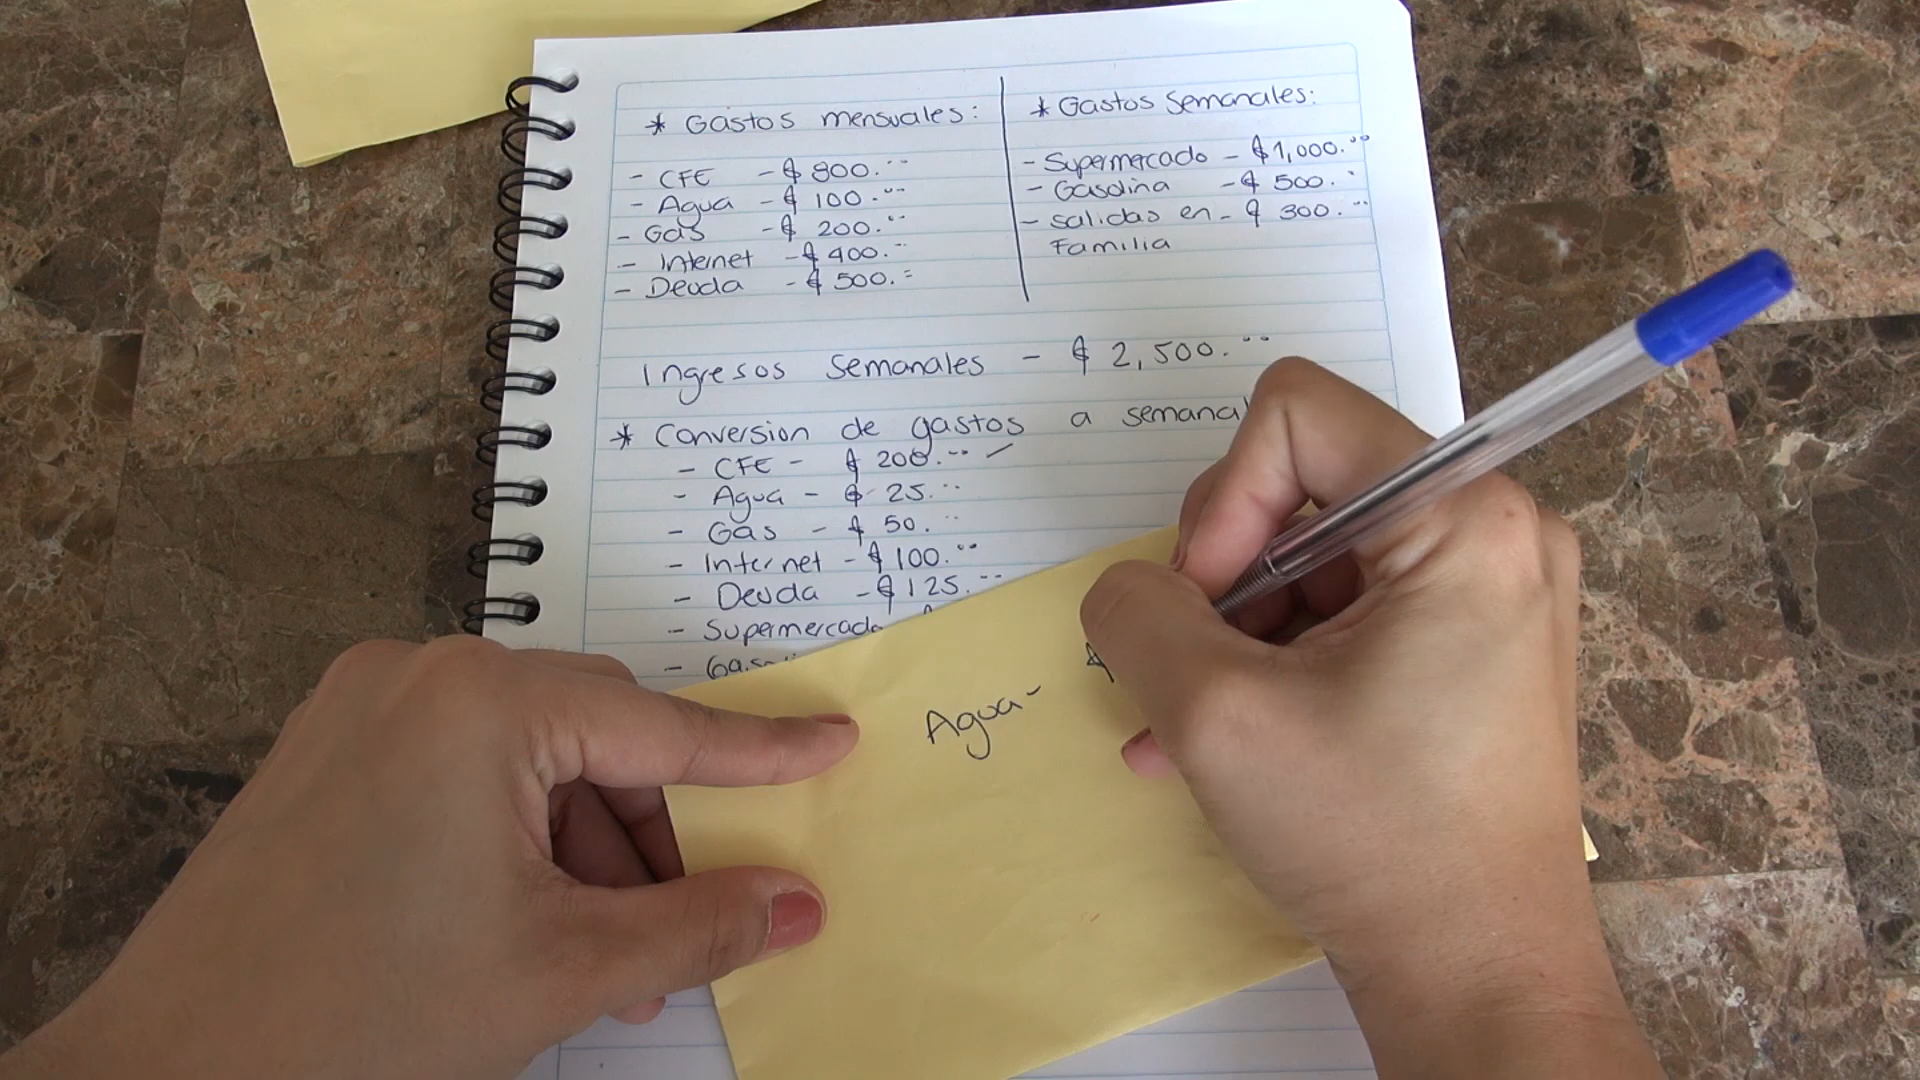 * Gastos mensuales:
- CFE - $ 800.00
- Agua - $ 100.00
- Gas - $ 200.00
- Internet - $ 400.00
- Deuda - $ 500.00
* Gastos Semanales:
- Supermercado - $ 1,000.00
- Gasolina - $ 500.00
- Salidas en - $ 300.00
Familia
Ingresos Semanales - $ 2,500.00
* Conversion de gastos a semanal
- CFE - $ 200.00 ✓
- Agua - $ 25.00
- Gas - $ 50.00
- Internet - $ 100.00
- Deuda - $ 125.00
- Supermercado
Agua - $